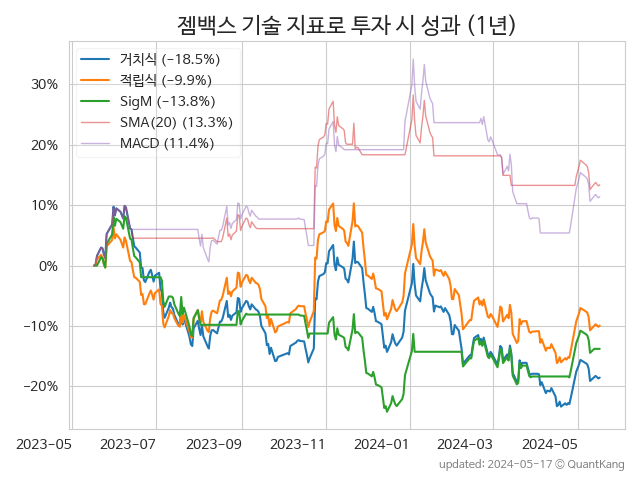 젬백스 기술 지표로 투자 시 성과 (1년)
거치식 (−18.5%)
적립식 (−9.9%)
SigM (−13.8%)
SMA(20) (13.3%)
MACD (11.4%)
30%
20%
10%
0%
−10%
−20%
2023-05
2023-07
2023-09
2023-11
2024-01
2024-03
2024-05
updated: 2024-05-17 © QuantKang